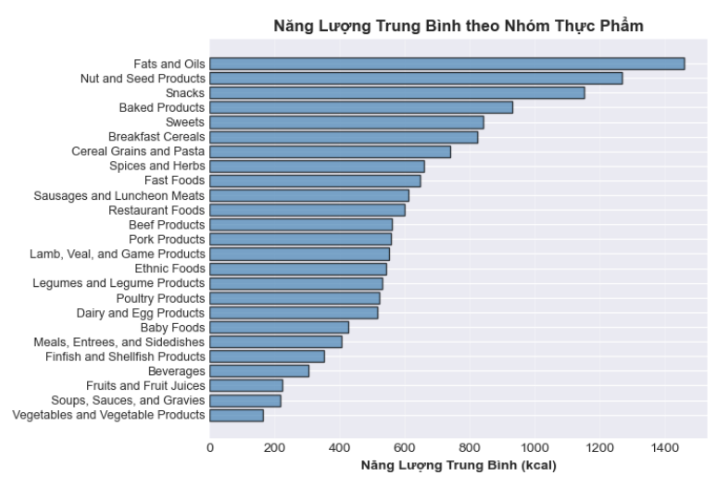 Năng Lượng Trung Bình theo Nhóm Thực Phẩm
Fats and Oils
Nut and Seed Products
Snacks
Baked Products
Sweets
Breakfast Cereals
Cereal Grains and Pasta
Spices and Herbs
Fast Foods
Sausages and Luncheon Meats
Restaurant Foods
Beef Products
Pork Products
Lamb, Veal, and Game Products
Ethnic Foods
Legumes and Legume Products
Poultry Products
Dairy and Egg Products
Baby Foods
Meals, Entrees, and Sidedishes
Finfish and Shellfish Products
Beverages
Fruits and Fruit Juices
Soups, Sauces, and Gravies
Vegetables and Vegetable Products
0 200 400 600 800 1000 1200 1400
Năng Lượng Trung Bình (kcal)